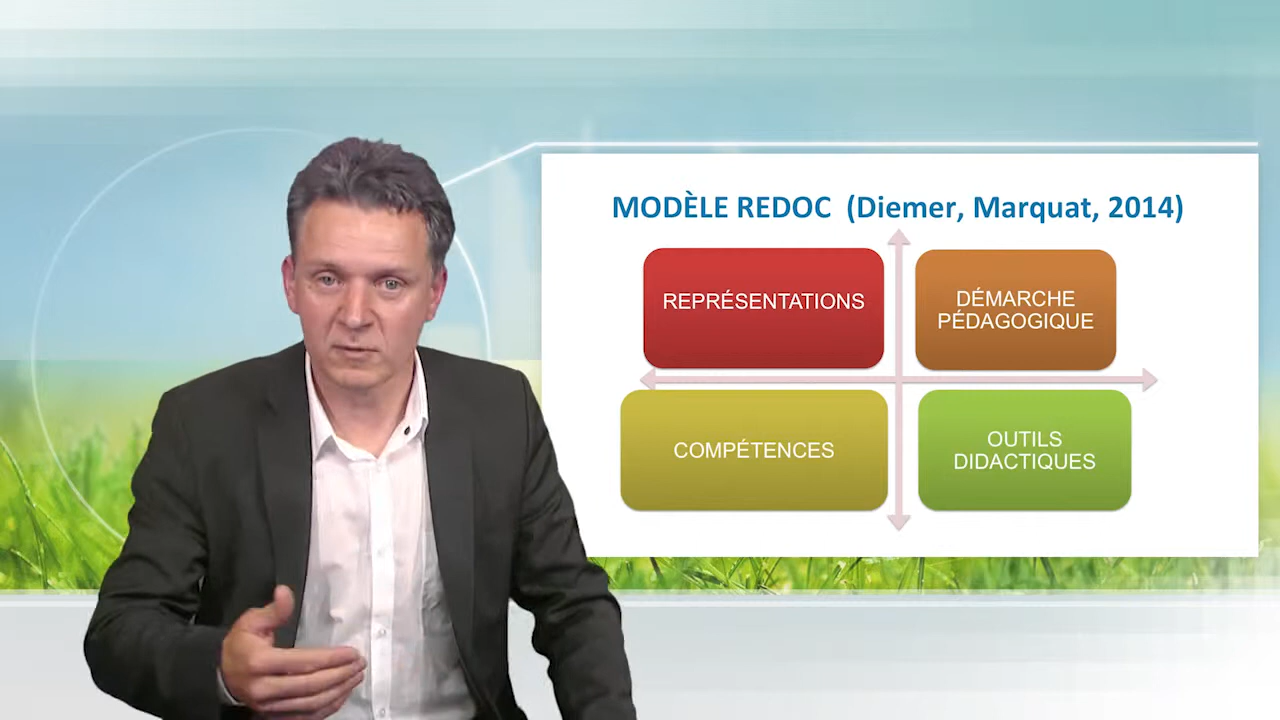 MODÈLE REDOC (Diemer, Marquat, 2014)
REPRÉSENTATIONS
DÉMARCHE
PÉDAGOGIQUE
COMPÉTENCES
OUTILS
DIDACTIQUES